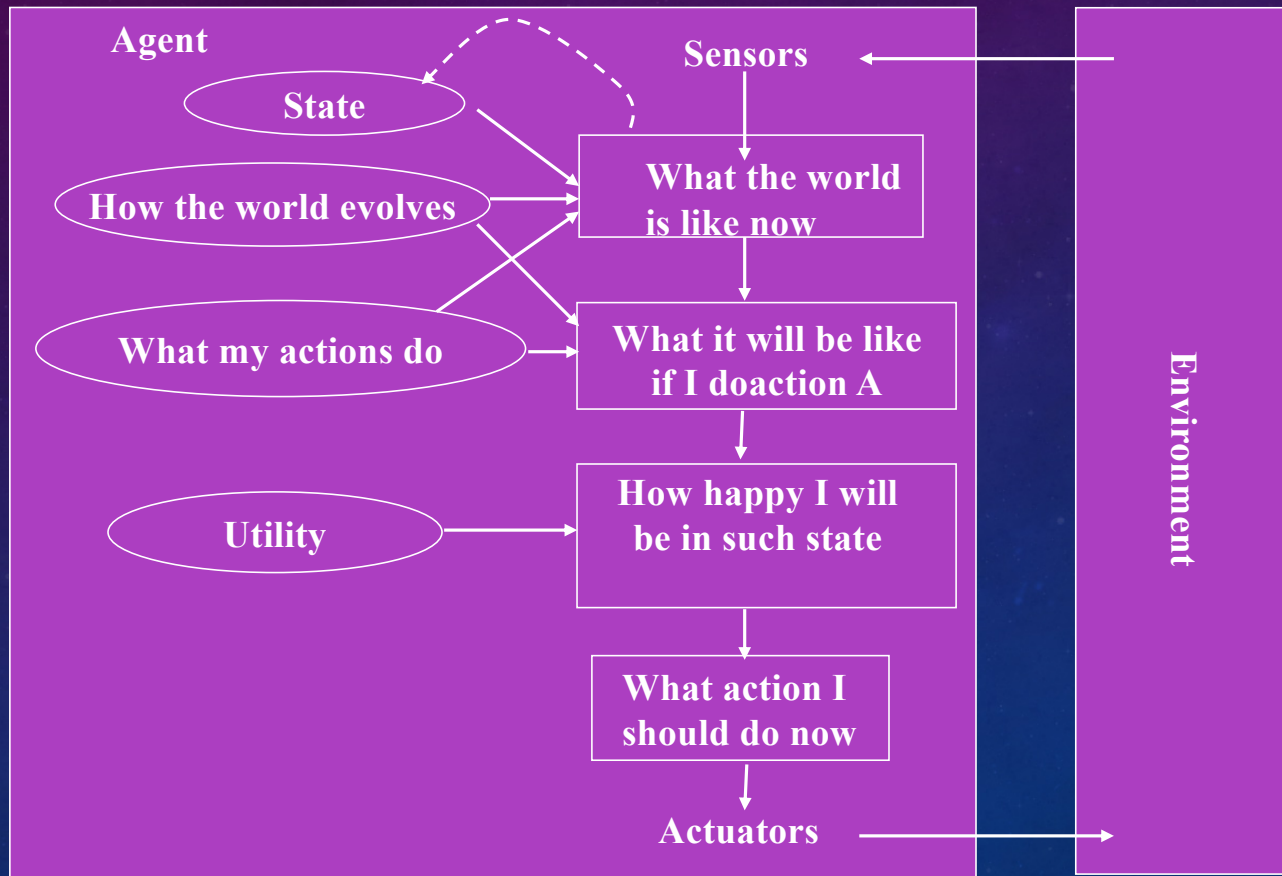 Agent
Sensors
State
What the world
is like now
How the world evolves
What my actions do
What it will be like
if I doaction A
Environment
Utility
How happy I will
be in such state
What action I
should do now
Actuators